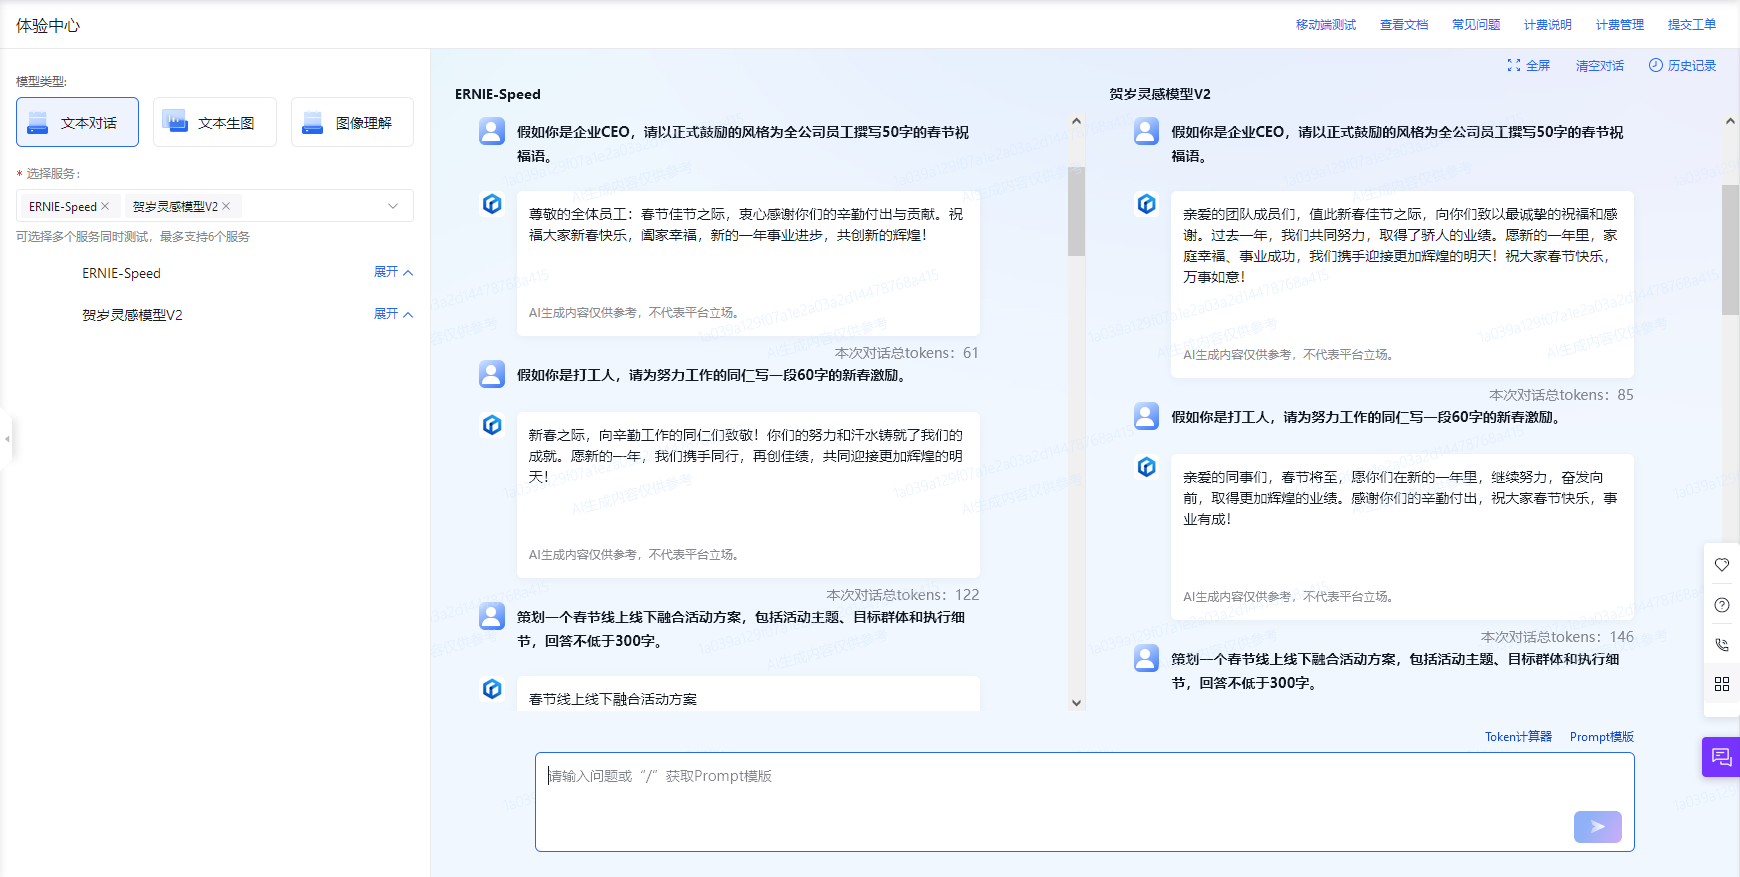 体验中心
移动端测试 查看文档 常见问题 计费说明 计费管理 提交工单
模型类型:
文本对话 文本生图 图像理解
* 选择服务:
ERNIE-Speed × 贺岁灵感模型V2 ×
可选择多个服务同时测试，最多支持6个服务
ERNIE-Speed 展开
贺岁灵感模型V2 展开
全屏 清空对话 历史记录
ERNIE-Speed
假如你是企业CEO，请以正式鼓励的风格为全公司员工撰写50字的春节祝
福语。
尊敬的全体员工：春节佳节之际，衷心感谢你们的辛勤付出与贡献。祝
福大家新春快乐，阖家幸福，新的一年事业进步，共创新的辉煌！
AI生成内容仅供参考，不代表平台立场。
本次对话总tokens：61
假如你是打工人，请为努力工作的同仁写一段60字的新春激励。
新春之际，向辛勤工作的同仁们致敬！你们的努力和汗水铸就了我们的
成就。愿新的一年，我们携手同行，再创佳绩，共同迎接更加辉煌的明
天！
AI生成内容仅供参考，不代表平台立场。
本次对话总tokens：122
策划一个春节线上线下融合活动方案，包括活动主题、目标群体和执行细
节，回答不低于300字。
春节线上线下融合活动方案
贺岁灵感模型V2
假如你是企业CEO，请以正式鼓励的风格为全公司员工撰写50字的春节祝
福语。
亲爱的团队成员们，值此新春佳节之际，向你们致以最诚挚的祝福和感
谢。过去一年，我们共同努力，取得了骄人的业绩。愿新的一年里，家
庭幸福、事业成功，我们携手迎接更加辉煌的明天！祝大家春节快乐，
万事如意！
AI生成内容仅供参考，不代表平台立场。
本次对话总tokens：85
假如你是打工人，请为努力工作的同仁写一段60字的新春激励。
亲爱的同事们，春节将至，愿你们在新的一年里，继续努力，奋发向
前，取得更加辉煌的业绩。感谢你们的辛勤付出，祝大家春节快乐，事
业有成！
AI生成内容仅供参考，不代表平台立场。
本次对话总tokens：146
策划一个春节线上线下融合活动方案，包括活动主题、目标群体和执行细
节，回答不低于300字。
Token计算器 Prompt模版
请输入问题或“/”获取Prompt模版